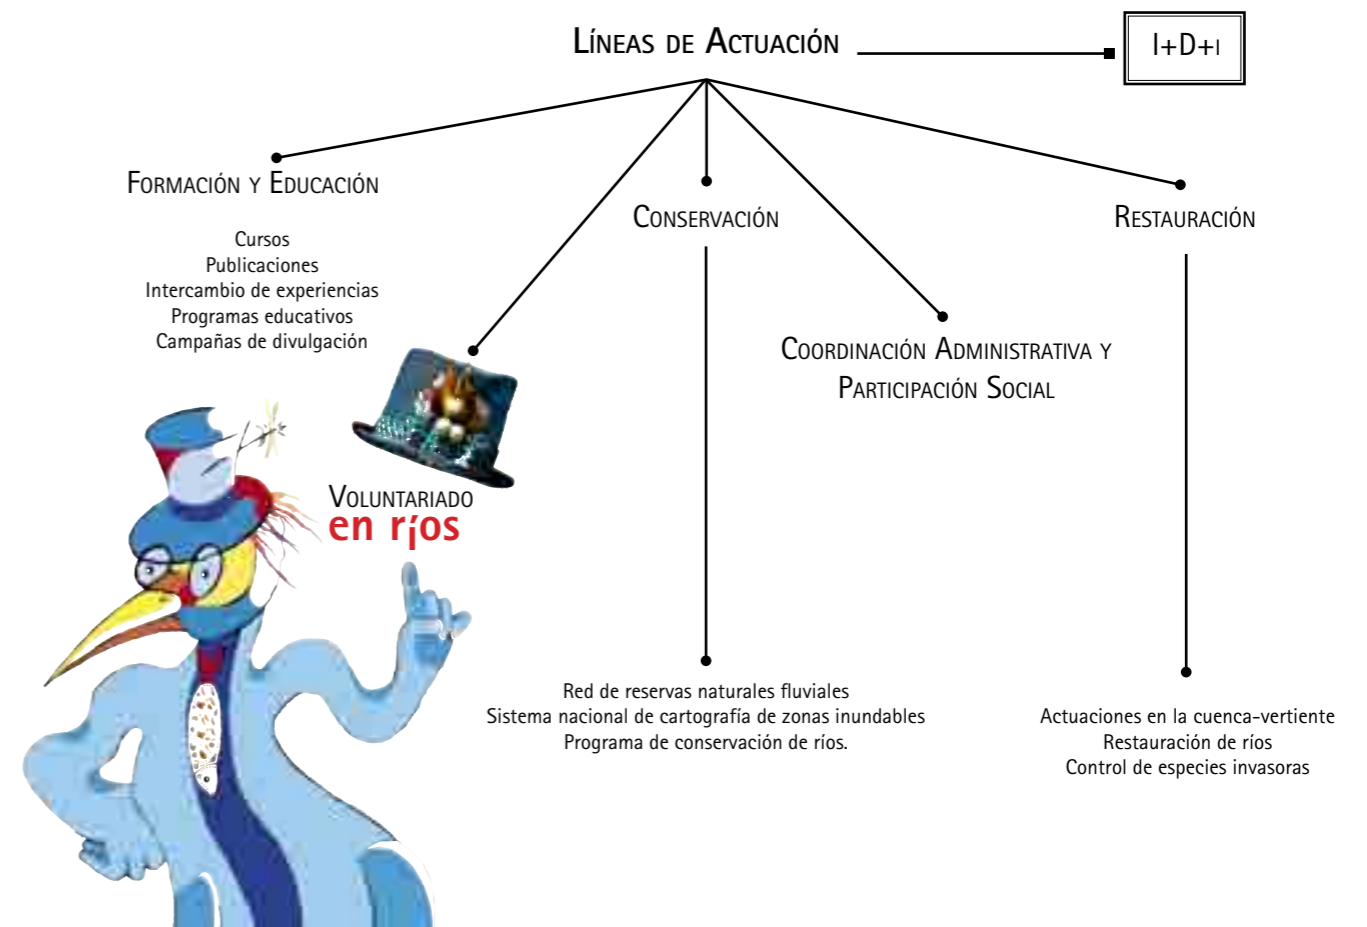 LÍNEAS DE ACTUACIÓN
I+D+I
FORMACIÓN Y EDUCACIÓN
Cursos
Publicaciones
Intercambio de experiencias
Programas educativos
Campañas de divulgación
VOLUNTARIADO
en ríos
CONSERVACIÓN
Red de reservas naturales fluviales
Sistema nacional de cartografía de zonas inundables
Programa de conservación de ríos.
COORDINACIÓN ADMINISTRATIVA Y
PARTICIPACIÓN SOCIAL
RESTAURACIÓN
Actuaciones en la cuenca-vertiente
Restauración de ríos
Control de especies invasoras